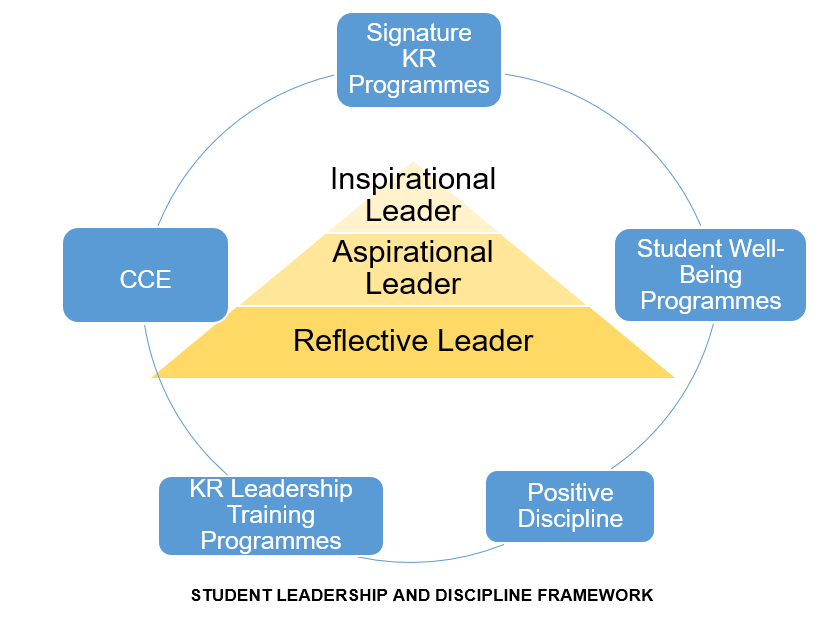 Signature
KR
Programmes
Inspirational
Leader
Aspirational
Leader
Reflective Leader
CCE
Student Well-
Being
Programmes
KR Leadership
Training
Programmes
Positive
Discipline
STUDENT LEADERSHIP AND DISCIPLINE FRAMEWORK